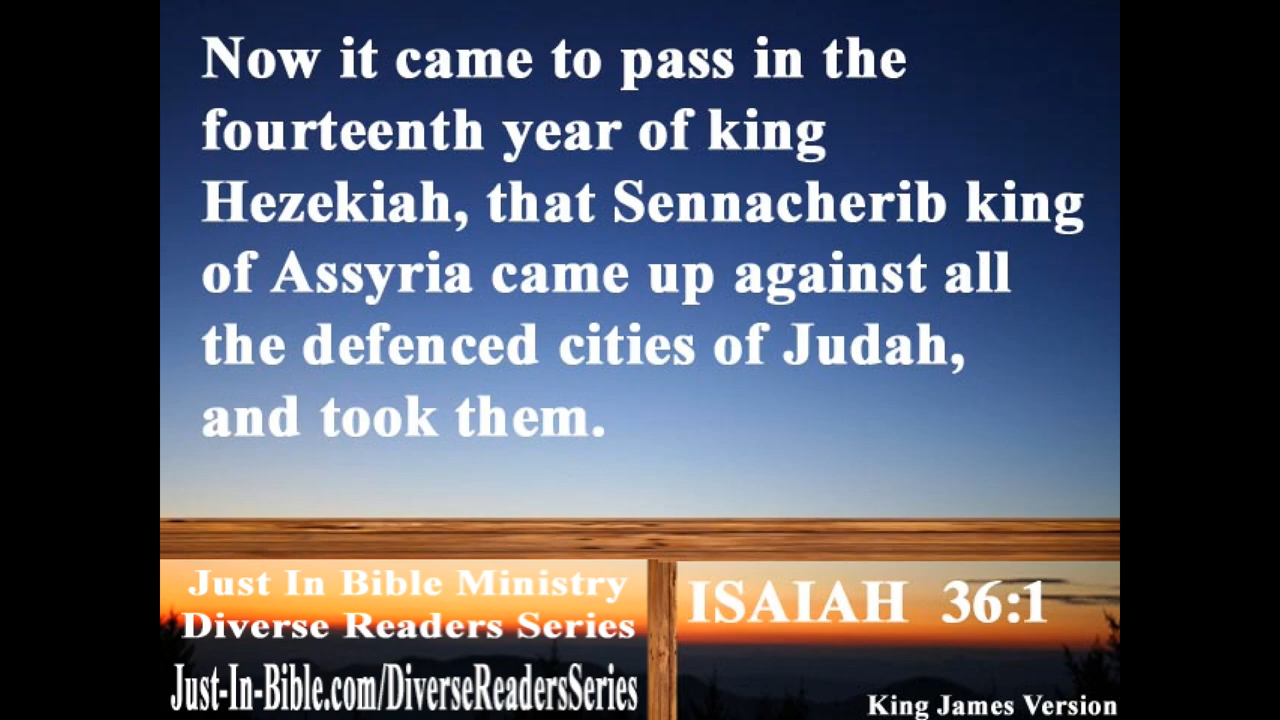 Now it came to pass in the
fourteenth year of king
Hezekiah, that Sennacherib king
of Assyria came up against all
the defenced cities of Judah,
and took them.
Just In Bible Ministry
Diverse Readers Series
Just-In-Bible.com/DiverseReadersSeries
ISAIAH 36:1
King James Version